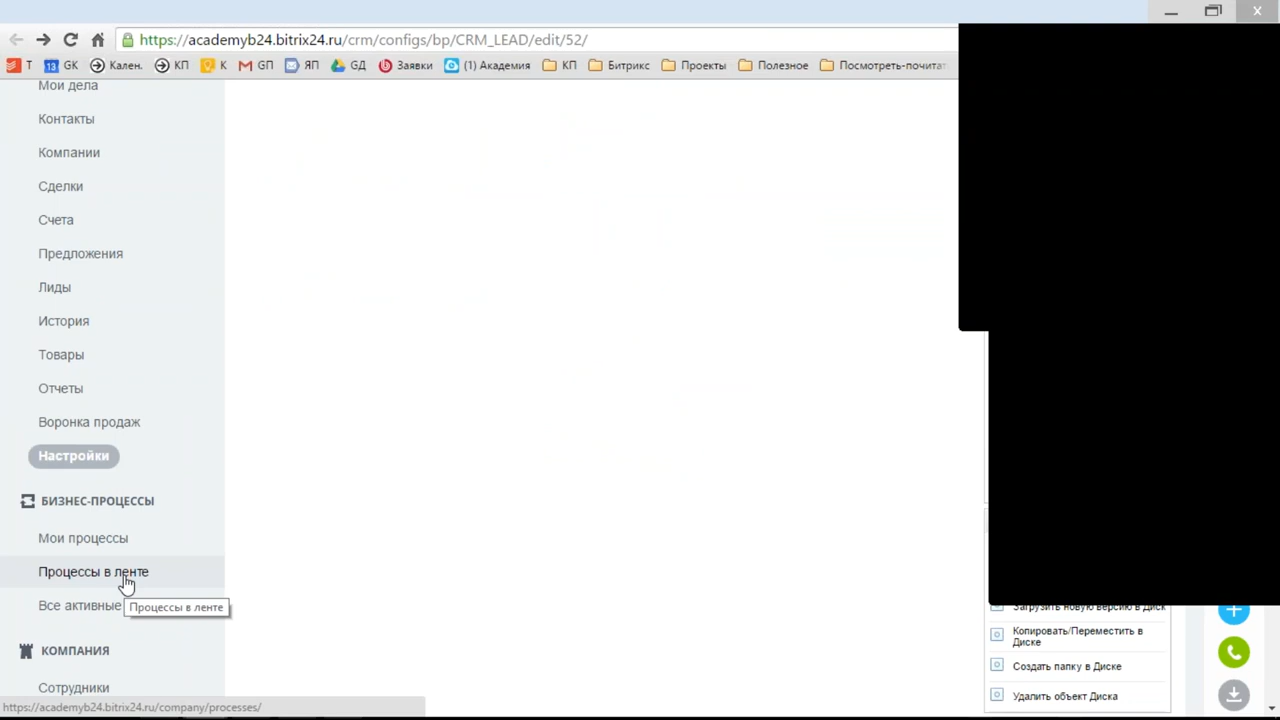 https://academyb24.bitrix24.ru/crm/configs/bp/CRM_LEAD/edit/52/
Т 13 GK Кален. КП К ГП ЯП ГД Заявки (1) Академия КП Битрикс Проекты Полезное Посмотреть-почитат
Мои дела
Контакты
Компании
Сделки
Счета
Предложения
Лиды
История
Товары
Отчеты
Воронка продаж
Настройки
БИЗНЕС-ПРОЦЕССЫ
Мои процессы
Процессы в ленте
Все активные
Процессы в ленте
КОМПАНИЯ
Сотрудники
https://academyb24.bitrix24.ru/company/processes/
Загрузить новую версию в Диск
Копировать/Переместить в
Диске
Создать папку в Диске
Удалить объект Диска